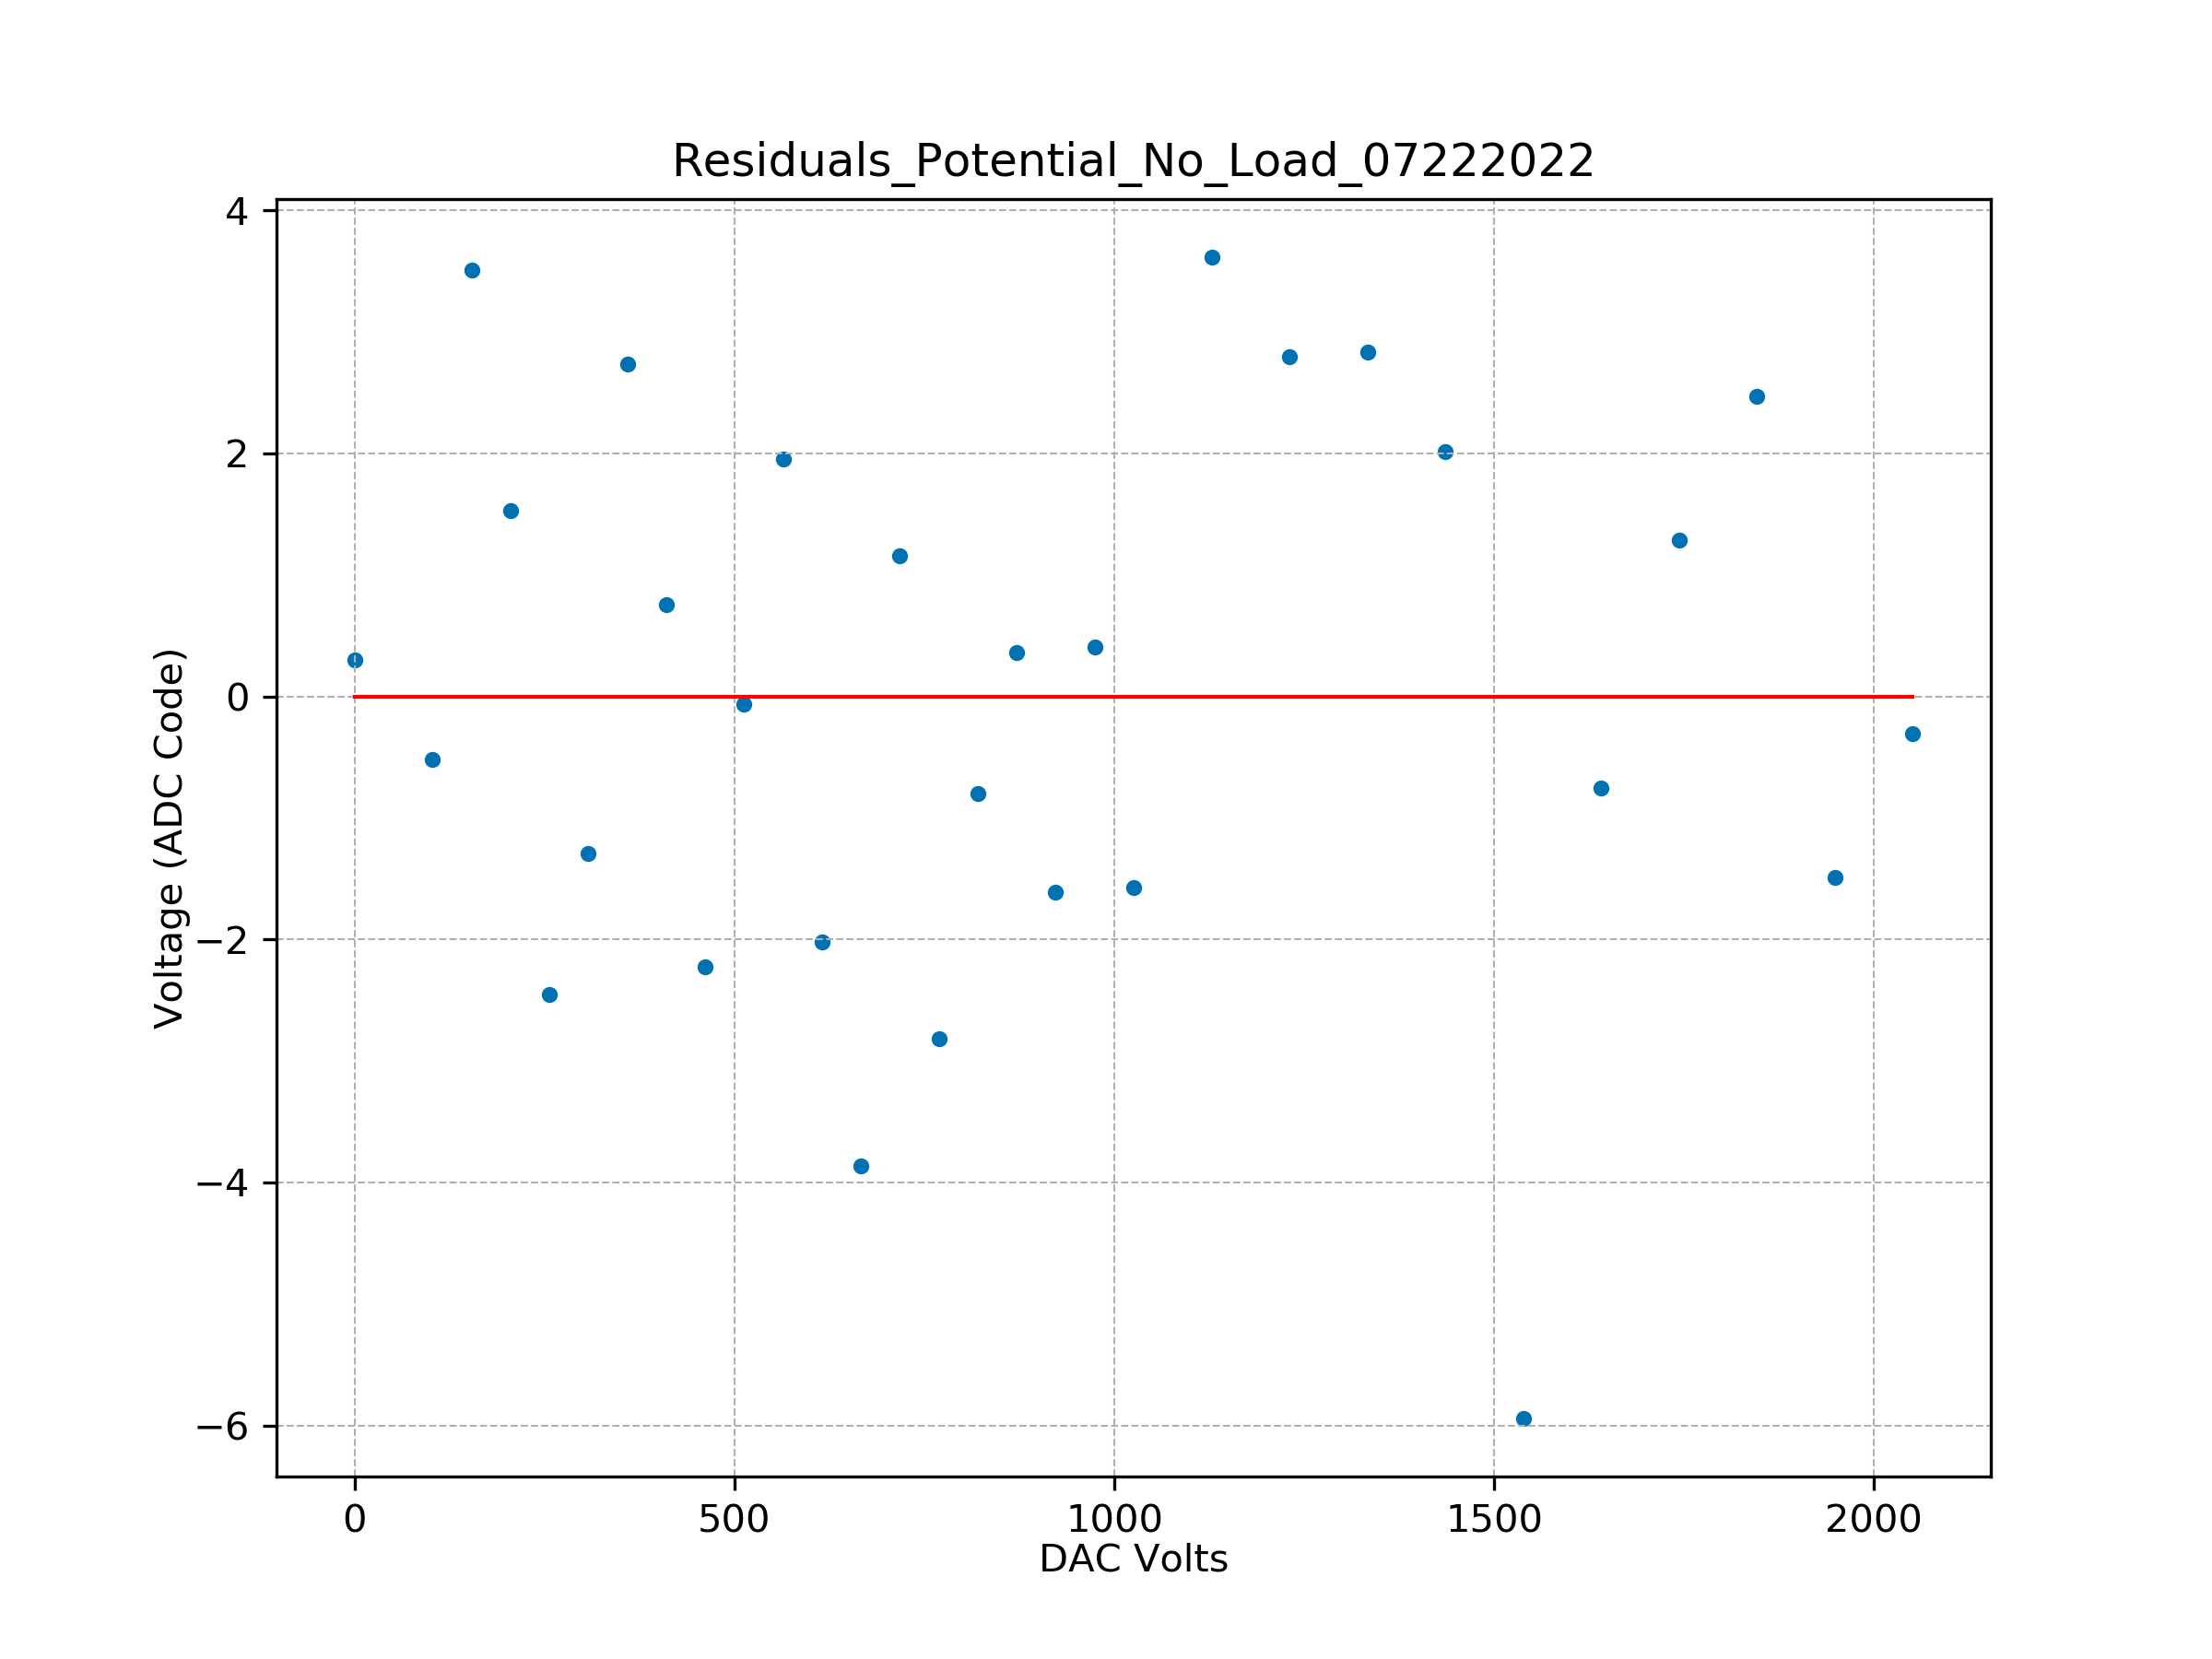 Residuals_Potential_No_Load_07222022
4
2
0
−2
−4
−6
Voltage (ADC Code)
0 500 1000 1500 2000
DAC Volts